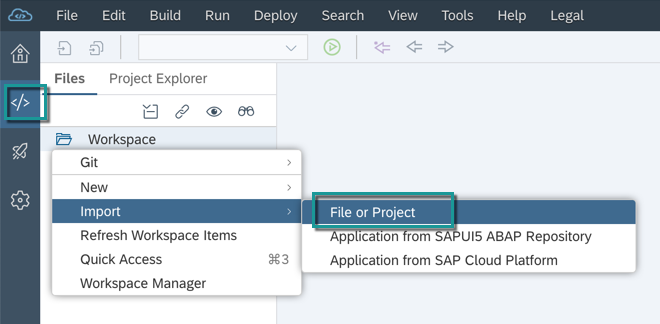 File Edit Build Run Deploy Search View Tools Help Legal
Files Project Explorer
</>
Workspace
Git
New
Import
File or Project
Refresh Workspace Items
Application from SAPUI5 ABAP Repository
Quick Access ⌘3
Application from SAP Cloud Platform
Workspace Manager